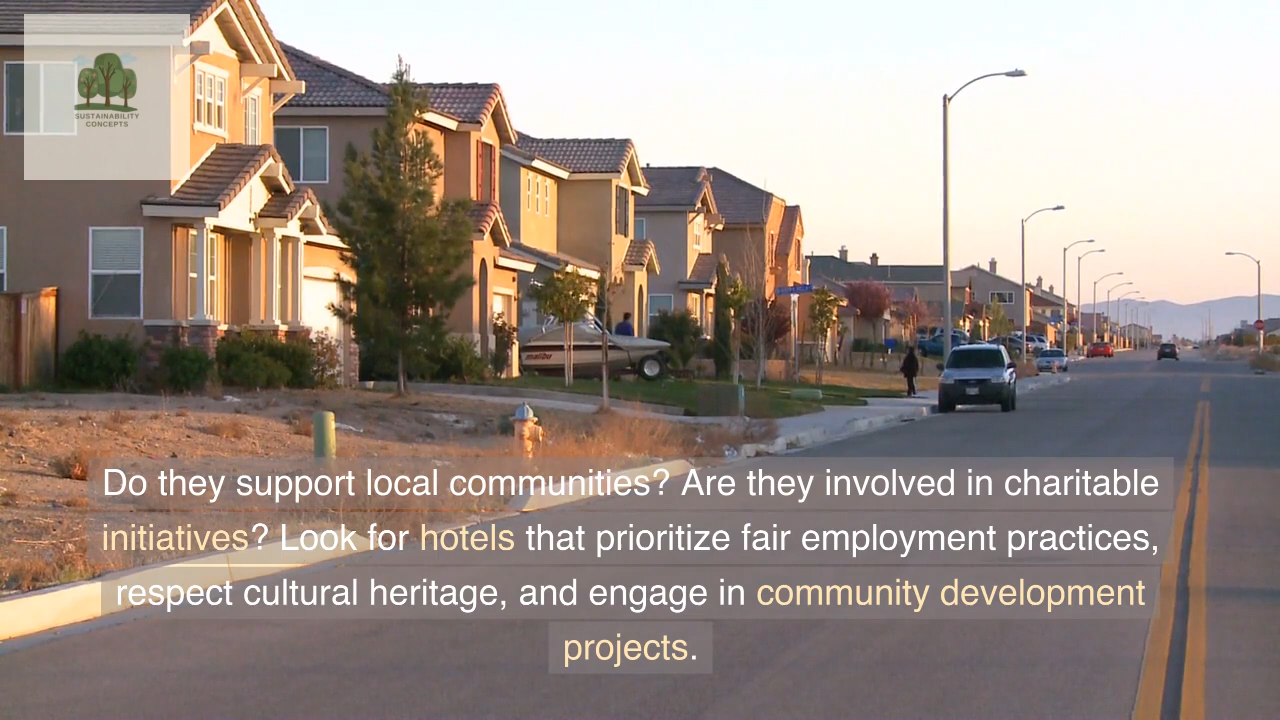 SUSTAINABILITY
CONCEPTS
malibu
Do they support local communities? Are they involved in charitable
initiatives? Look for hotels that prioritize fair employment practices,
respect cultural heritage, and engage in community development
projects.